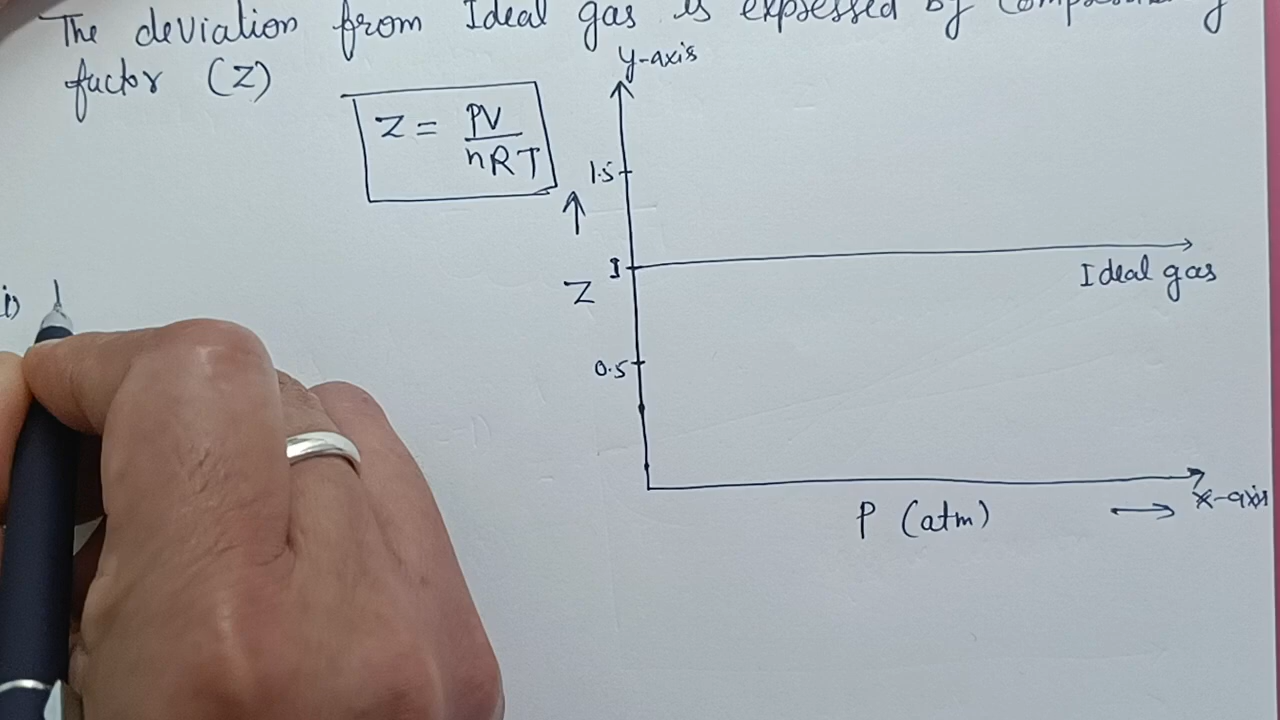 The deviation from Ideal gas is expressed by
factor (Z)
Z = PV
nRT
y-axis
1.5
1
Z
0.5
Ideal gas
P (atm)
x-axis
i)